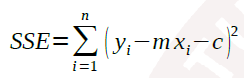 SSE=∑_{i=1}^{n} (y_i−m x_i−c)^2